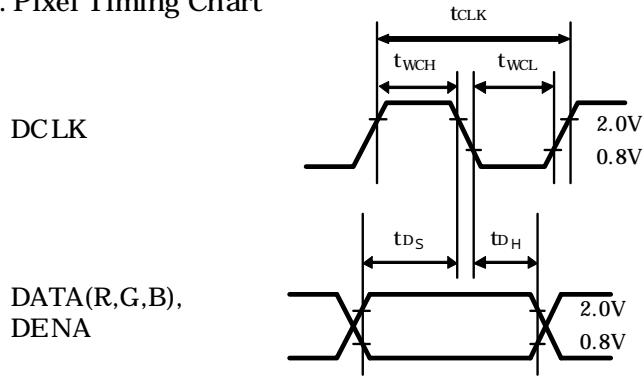 . Pixel Timing Chart
tCLK
tWCH tWCL
DCLK
2.0V
0.8V
tDS tDH
DATA(R,G,B),
DENA
2.0V
0.8V